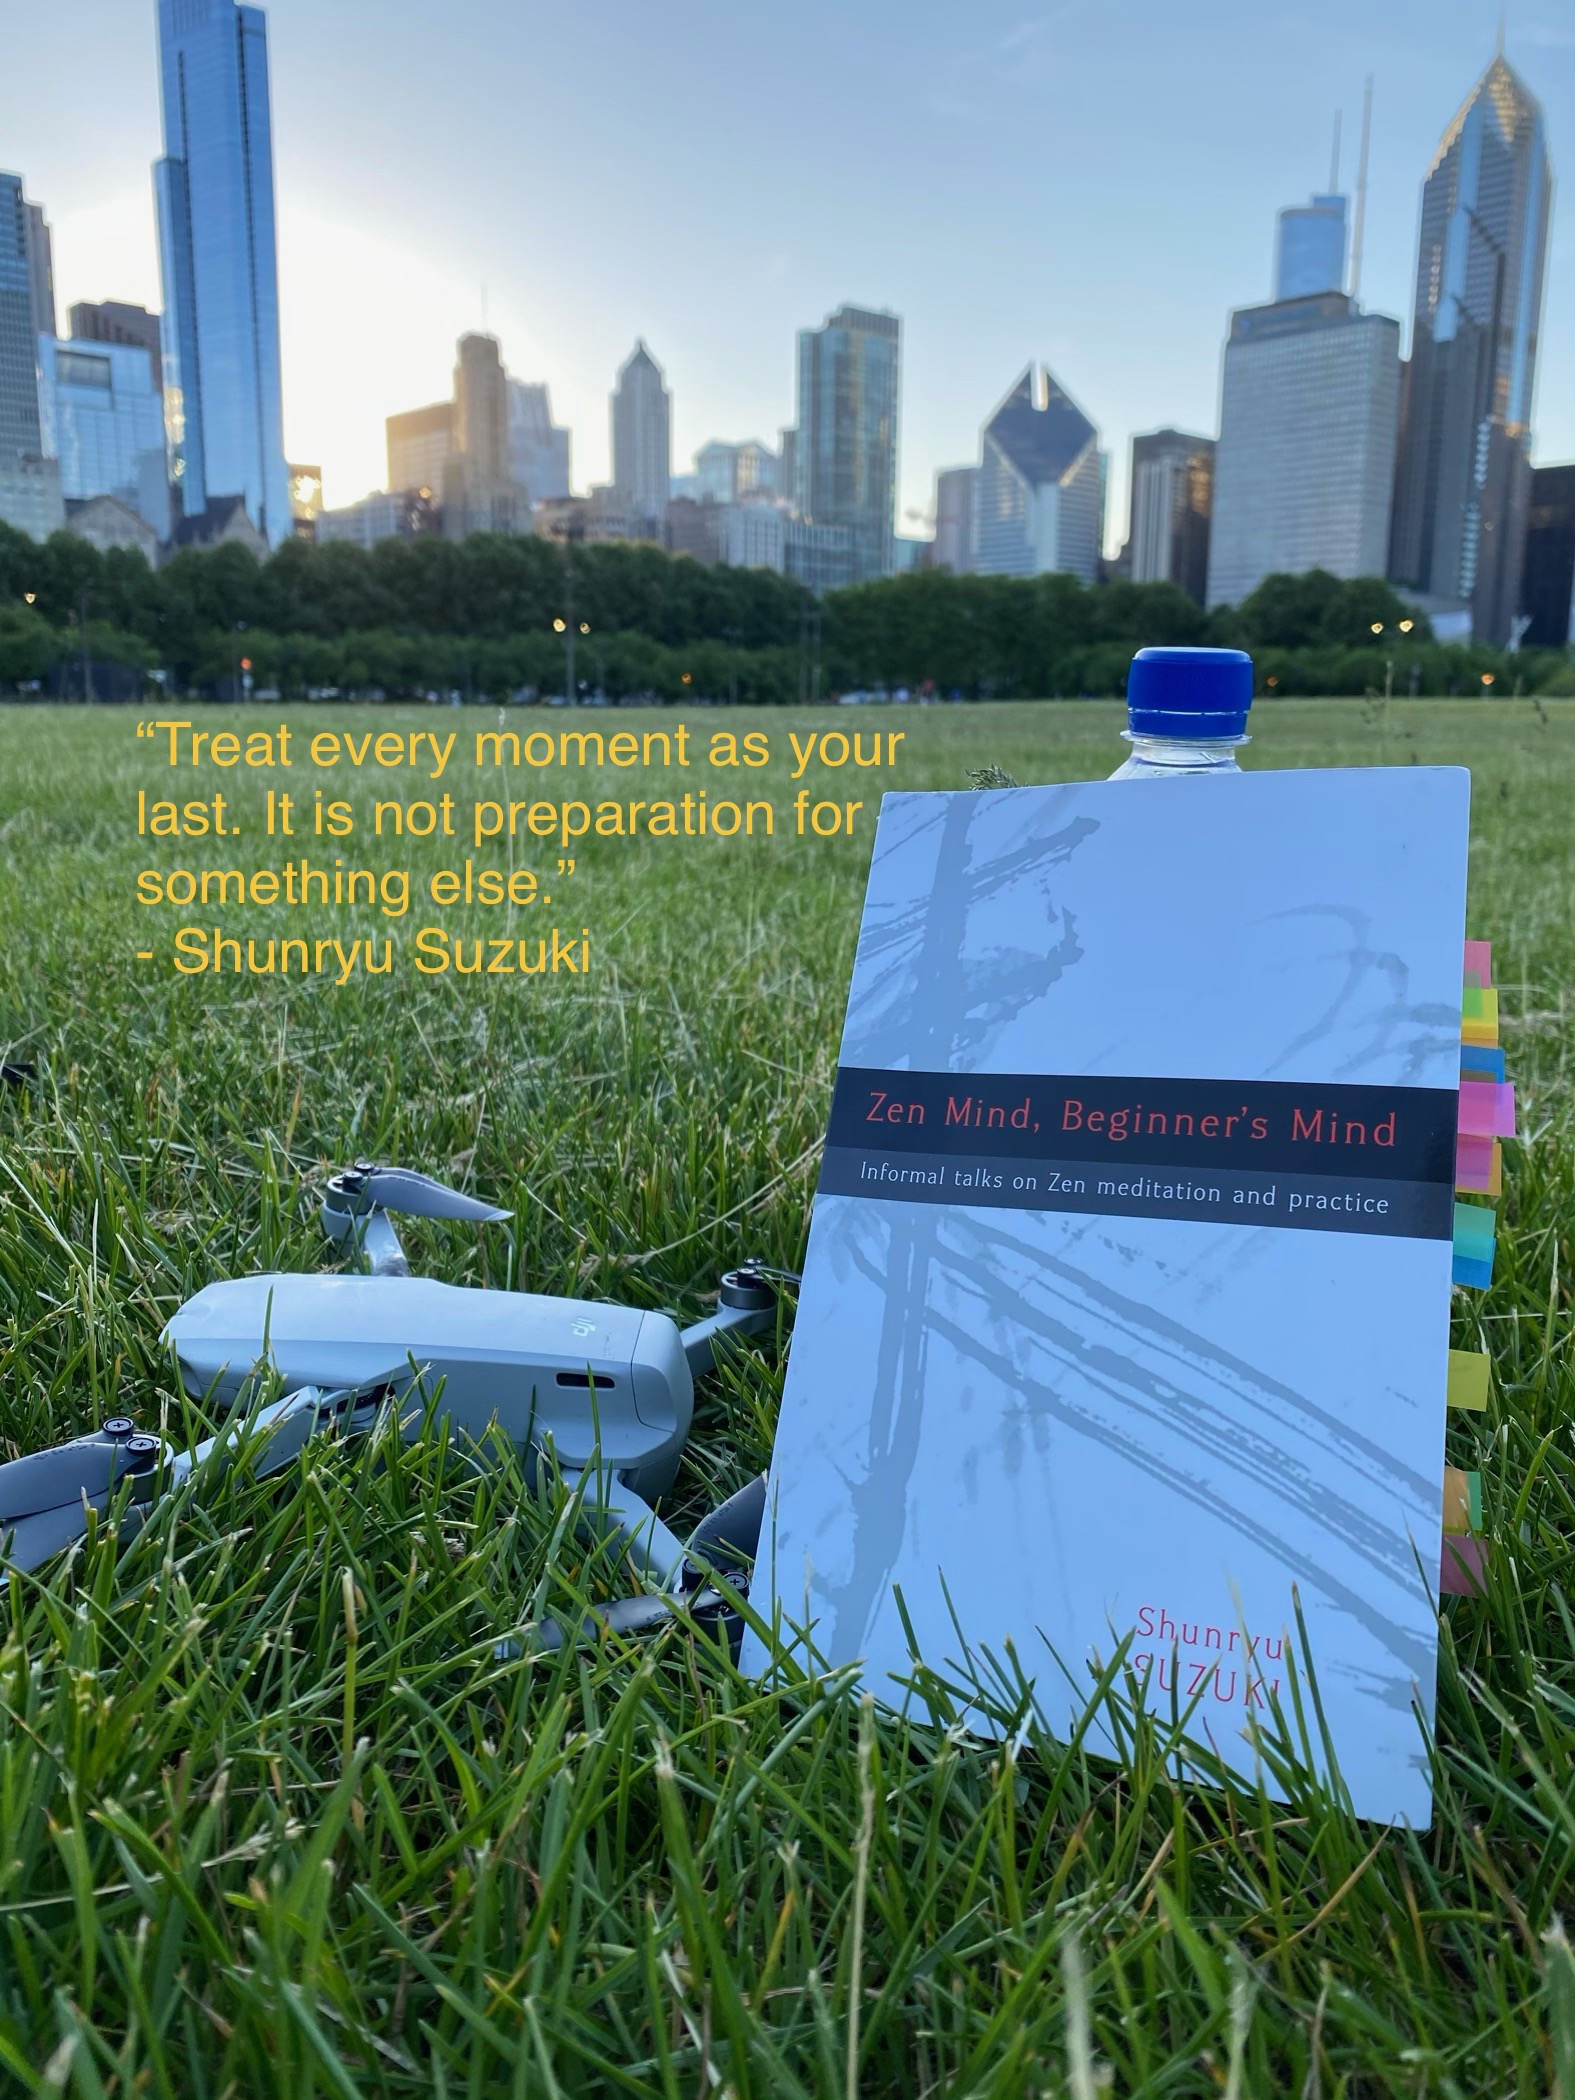 “Treat every moment as your
last. It is not preparation for
something else.”
- Shunryu Suzuki
Zen Mind, Beginner’s Mind
Informal talks on Zen meditation and practice
Shunryu
SUZUKI
dji